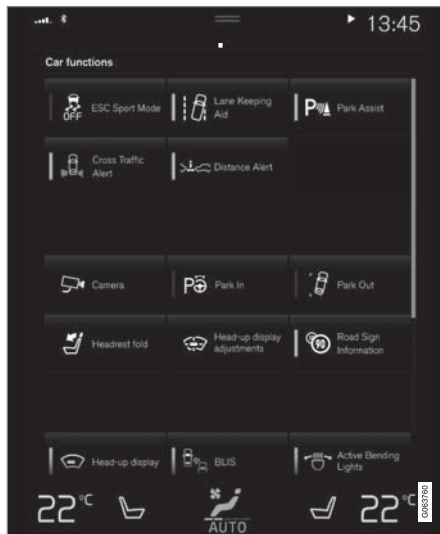 13:45
Car functions
OFF
ESC Sport Mode
Lane Keeping
Aid
P
Park Assist
Cross Traffic
Alert
Distance Alert
Camera
P
Park In
Park Out
Headrest fold
Head-up display
adjustments
90
Road Sign
Information
Head-up display
BUS
Active Bending
Lights
22°C
AUTO
22°C
G063760